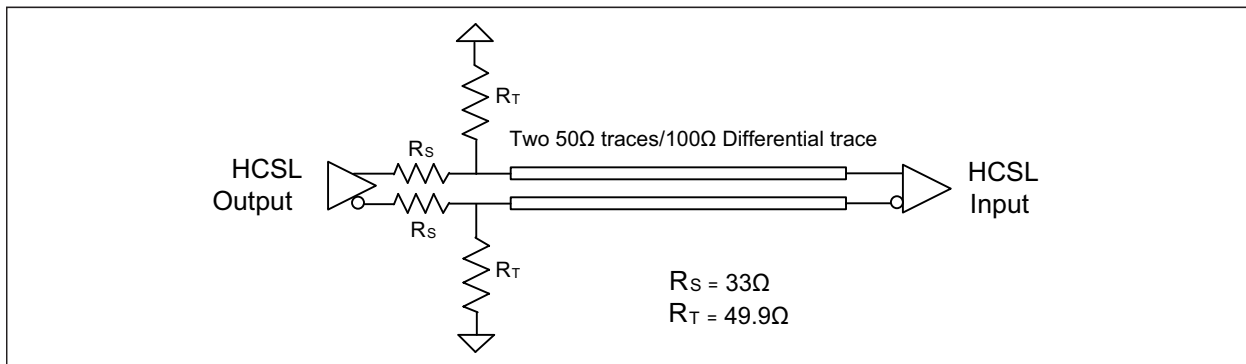 RT
Two 50Ω traces/100Ω Differential trace
RS
HCSL
Output
HCSL
Input
RS
RT
RS = 33Ω
RT = 49.9Ω